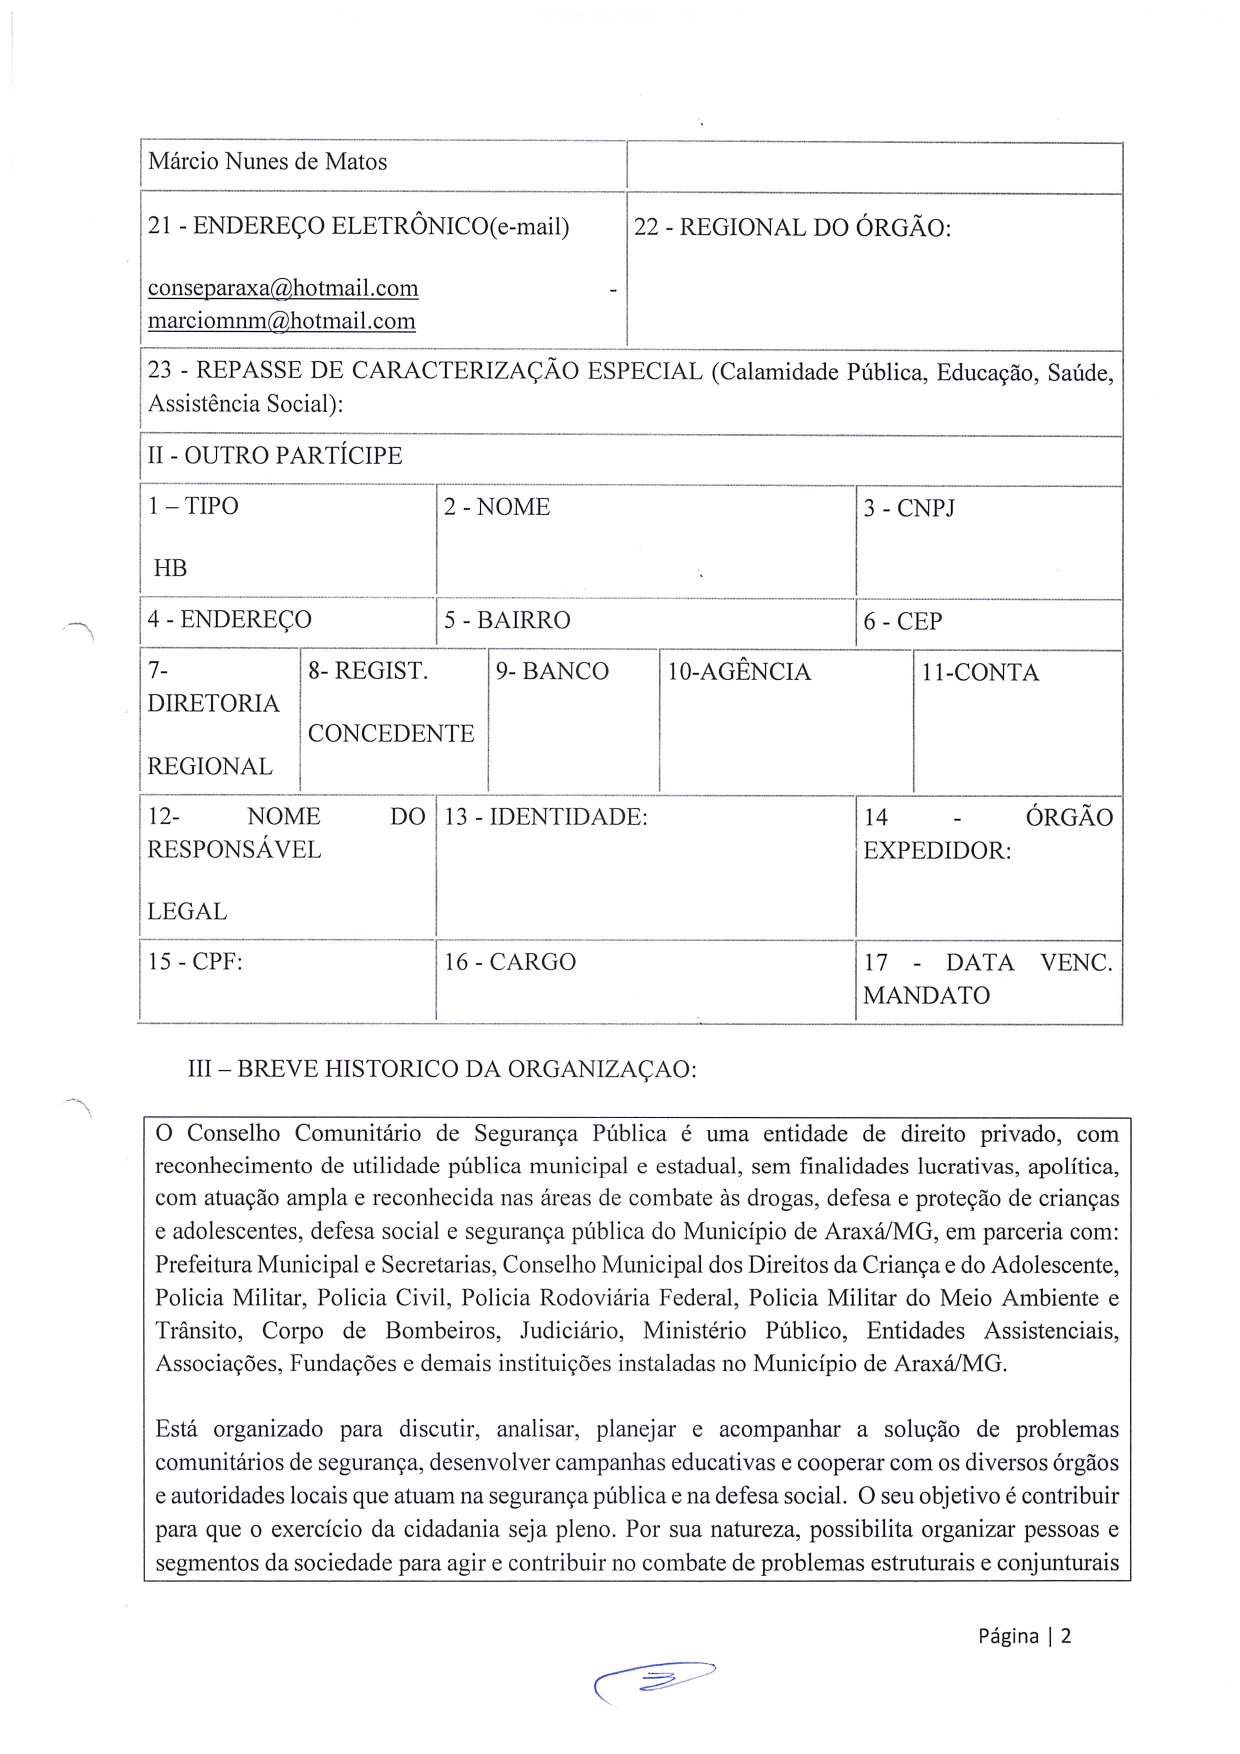 Márcio Nunes de Matos
21 - ENDEREÇO ELETRÔNICO(e-mail)
conseparaxa@hotmail.com -
marciomnm@hotmail.com
22 - REGIONAL DO ÓRGÃO:
23 - REPASSE DE CARACTERIZAÇÃO ESPECIAL (Calamidade Pública, Educação, Saúde,
Assistência Social):
II - OUTRO PARTÍCIPE
1 – TIPO
HB
2 - NOME
3 - CNPJ
4 - ENDEREÇO
5 - BAIRRO
6 - CEP
7-
DIRETORIA
REGIONAL
8- REGIST.
CONCEDENTE
9- BANCO
10-AGÊNCIA
11-CONTA
12- NOME DO
RESPONSÁVEL
LEGAL
13 - IDENTIDADE:
14 - ÓRGÃO
EXPEDIDOR:
15 - CPF:
16 - CARGO
17 - DATA VENC.
MANDATO
III – BREVE HISTORICO DA ORGANIZAÇAO:
O Conselho Comunitário de Segurança Pública é uma entidade de direito privado, com
reconhecimento de utilidade pública municipal e estadual, sem finalidades lucrativas, apolítica,
com atuação ampla e reconhecida nas áreas de combate às drogas, defesa e proteção de crianças
e adolescentes, defesa social e segurança pública do Município de Araxá/MG, em parceria com:
Prefeitura Municipal e Secretarias, Conselho Municipal dos Direitos da Criança e do Adolescente,
Policia Militar, Policia Civil, Policia Rodoviária Federal, Policia Militar do Meio Ambiente e
Trânsito, Corpo de Bombeiros, Judiciário, Ministério Público, Entidades Assistenciais,
Associações, Fundações e demais instituições instaladas no Município de Araxá/MG.
Está organizado para discutir, analisar, planejar e acompanhar a solução de problemas
comunitários de segurança, desenvolver campanhas educativas e cooperar com os diversos órgãos
e autoridades locais que atuam na segurança pública e na defesa social. O seu objetivo é contribuir
para que o exercício da cidadania seja pleno. Por sua natureza, possibilita organizar pessoas e
segmentos da sociedade para agir e contribuir no combate de problemas estruturais e conjunturais
Página | 2